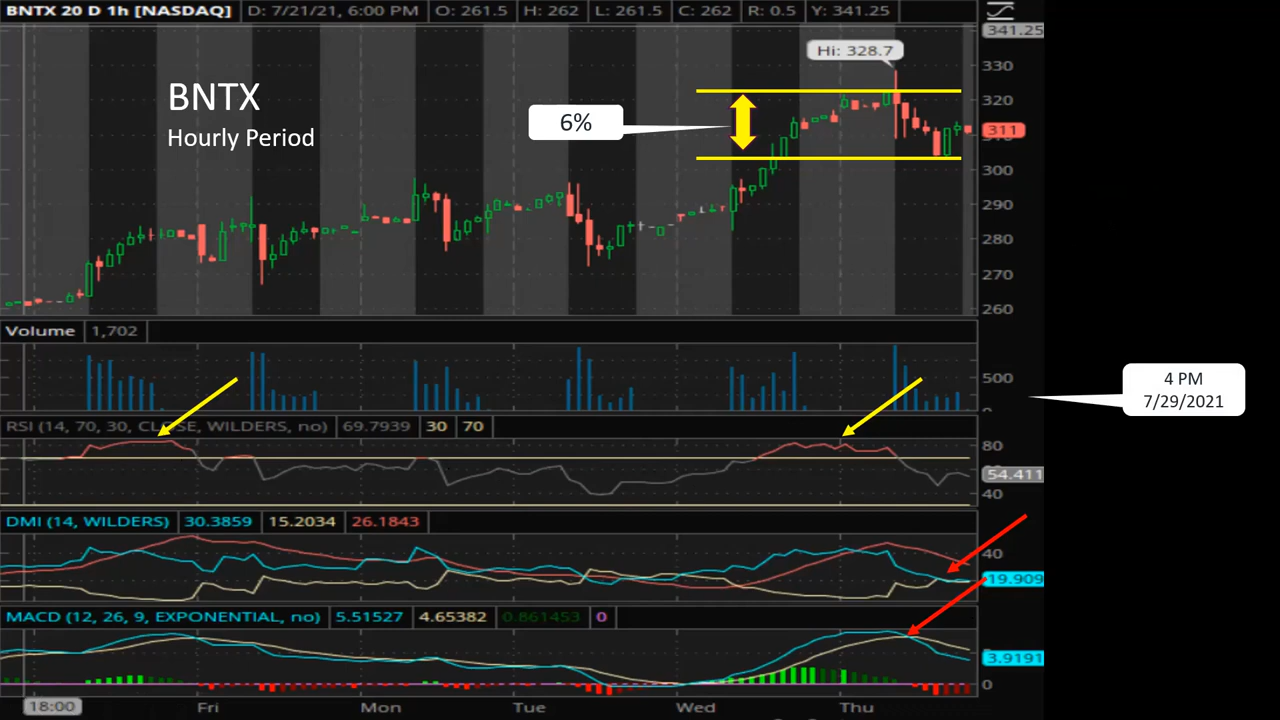 BNTX 20 D 1h [NASDAQ] D: 7/21/21, 6:00 PM O: 261.5 H: 262 L: 261.5 C: 262 R: 0.5 Y: 341.25
341.25
Hi: 328.7
330
BNTX
320
6%
311
Hourly Period
300
290
280
270
260
Volume 1,702
500
4 PM
7/29/2021
RSI (14, 70, 30, CLOSE, WILDERS, no) 69.7939 30 70
80
54.411
40
DMI (14, WILDERS) 30.3859 15.2034 26.1843
40
19.909
MACD (12, 26, 9, EXPONENTIAL, no) 5.51527 4.65382 0.861453 0
3.9191
0
18:00 Fri Mon Tue Wed Thu